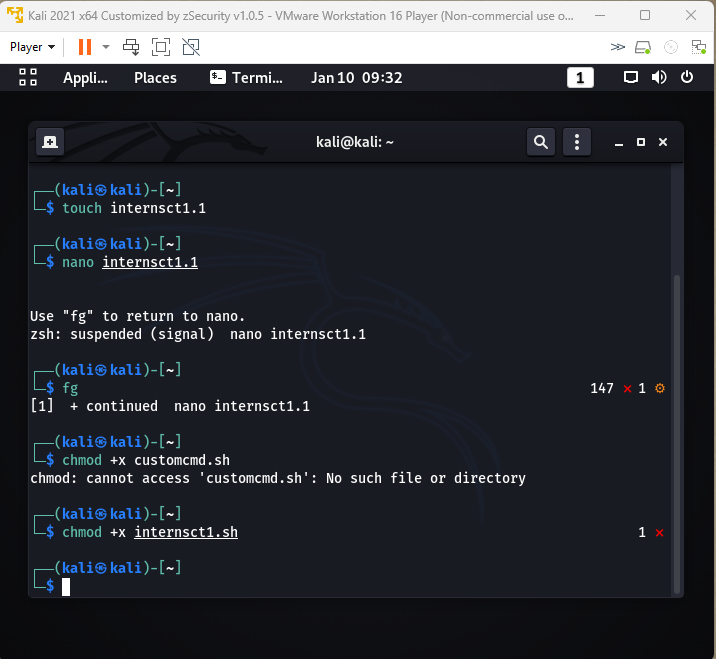 Kali 2021 x64 Customized by zSecurity v1.0.5 - VMware Workstation 16 Player (Non-commercial use o...
Player
Appli... Places Termi... Jan 10 09:32 1
kali@kali: ~
┌──(kali㉿kali)-[~]
└─$ touch internsct1.1
┌──(kali㉿kali)-[~]
└─$ nano internsct1.1
Use "fg" to return to nano.
zsh: suspended (signal)  nano internsct1.1
┌──(kali㉿kali)-[~]
└─$ fg 147 ⨯ 1 ⚙
[1]  + continued  nano internsct1.1
┌──(kali㉿kali)-[~]
└─$ chmod +x customcmd.sh
chmod: cannot access 'customcmd.sh': No such file or directory
┌──(kali㉿kali)-[~]
└─$ chmod +x internsct1.sh 1 ⨯
┌──(kali㉿kali)-[~]
└─$